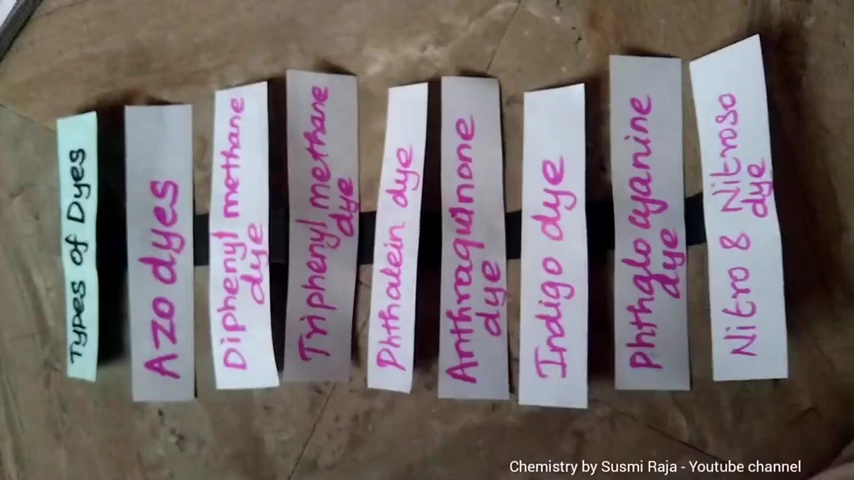 Types of Dyes
Azo dyes
Diphenyl methane
dye
Triphenyl methane
dye
Phthalein dye
Anthraquinone
dye
Indigo dye
Phthglo cyanine
dye
Nitro & Nitroso
dye
Chemistry by Susmi Raja - Youtube channel